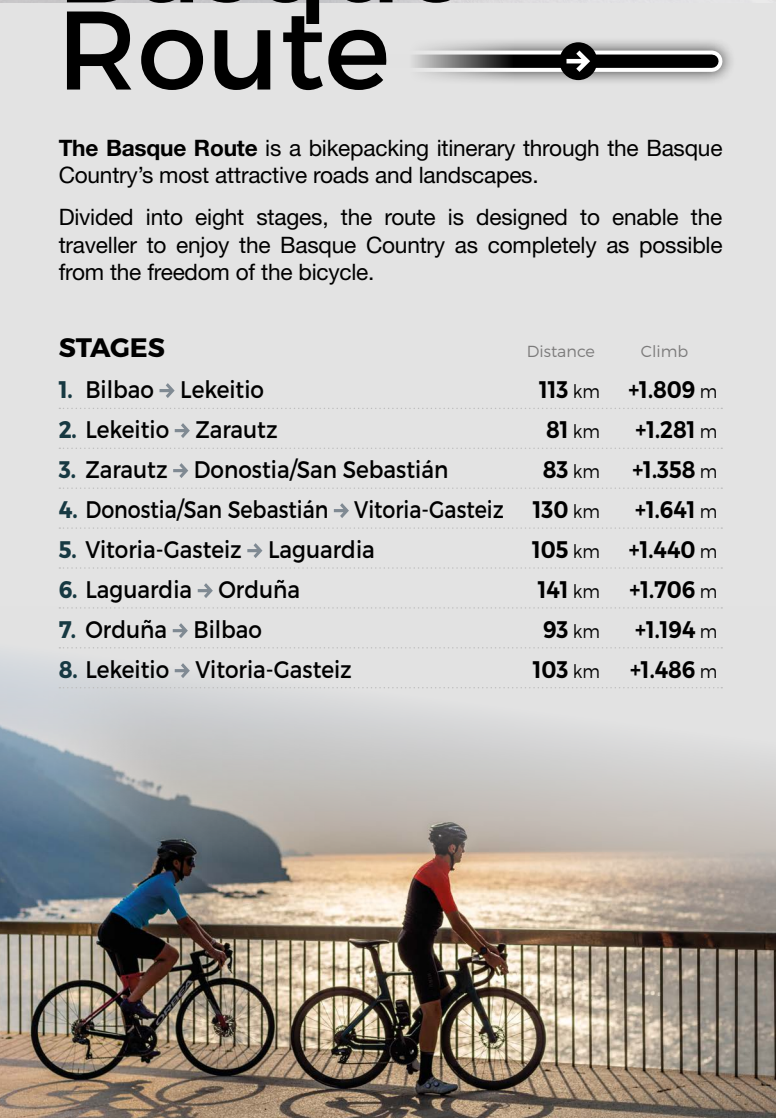 Basque
Route
The Basque Route is a bikepacking itinerary through the Basque
Country’s most attractive roads and landscapes.
Divided into eight stages, the route is designed to enable the
traveller to enjoy the Basque Country as completely as possible
from the freedom of the bicycle.
STAGES Distance Climb
1. Bilbao → Lekeitio 113 km +1.809 m
2. Lekeitio → Zarautz 81 km +1.281 m
3. Zarautz → Donostia/San Sebastián 83 km +1.358 m
4. Donostia/San Sebastián → Vitoria-Gasteiz 130 km +1.641 m
5. Vitoria-Gasteiz → Laguardia 105 km +1.440 m
6. Laguardia → Orduña 141 km +1.706 m
7. Orduña → Bilbao 93 km +1.194 m
8. Lekeitio → Vitoria-Gasteiz 103 km +1.486 m
ORBEA